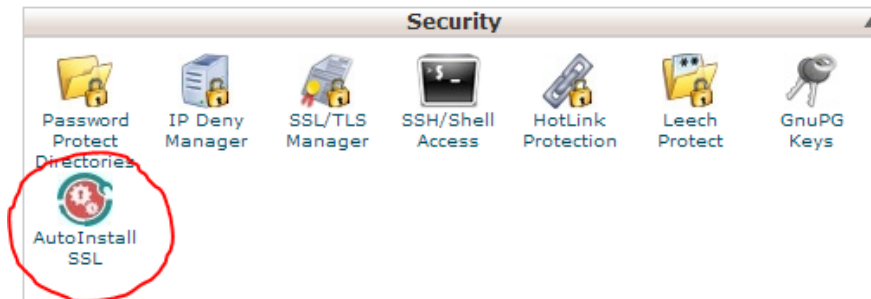 Security
Password Protect Directories
IP Deny Manager
SSL/TLS Manager
SSH/Shell Access
HotLink Protection
Leech Protect
GnuPG Keys
AutoInstall SSL